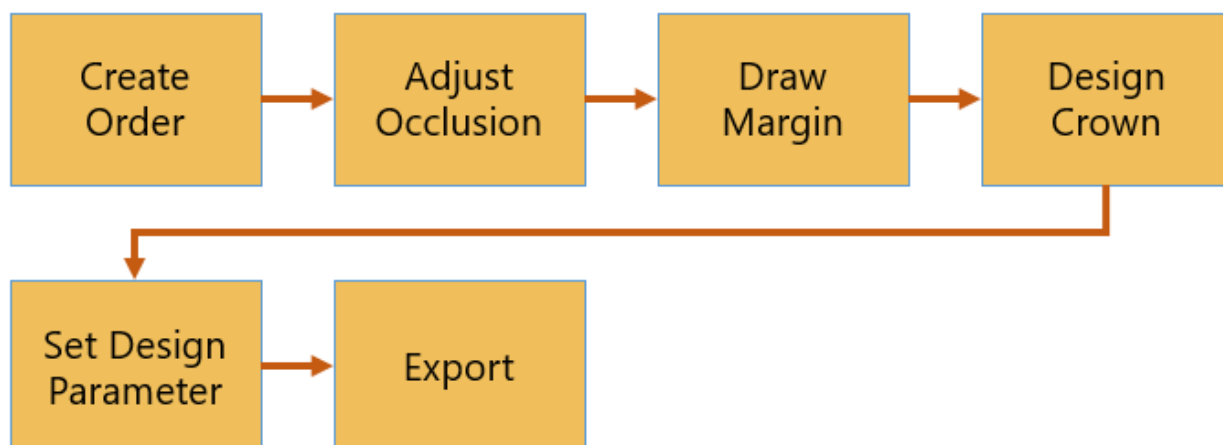 Create
Order
Adjust
Occlusion
Draw
Margin
Design
Crown
Set Design
Parameter
Export